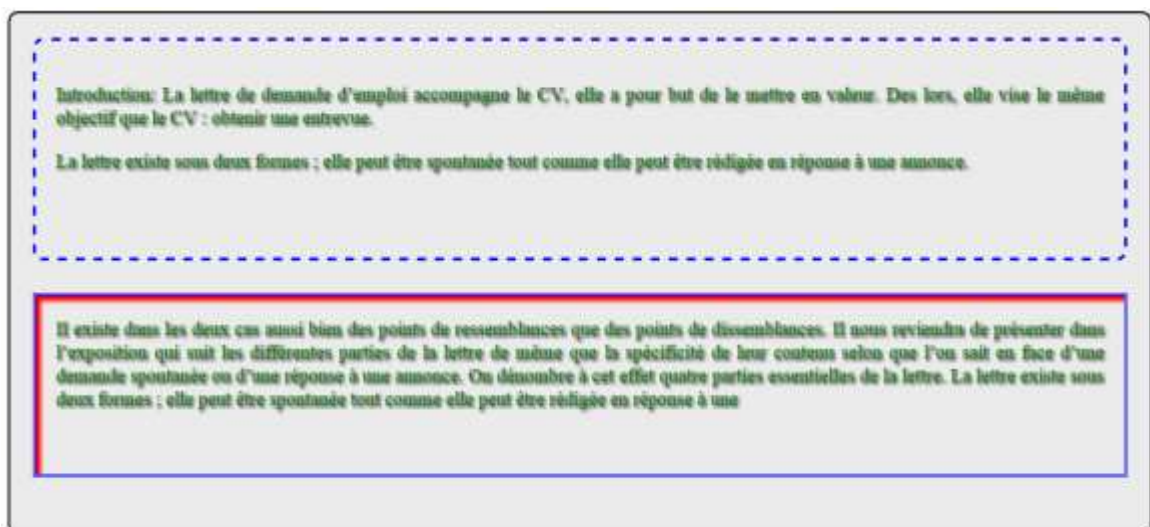 Introduction: La lettre de demande d'emploi accompagne le CV, elle a pour but de le mettre en valeur. Des lors, elle vise le même
objectif que le CV : obtenir une entrevue.
La lettre existe sous deux formes ; elle peut être spontanée tout comme elle peut être rédigée en réponse à une annonce.
Il existe dans les deux cas aussi bien des points de ressemblances que des points de dissemblances. Il nous reviendra de présenter dans
l'exposition qui suit les différentes parties de la lettre de même que la spécificité de leur contenu selon que l'on sait en face d'une
demande spontanée ou d'une réponse à une annonce. On dénombre à cet effet quatre parties essentielles de la lettre. La lettre existe sous
deux formes ; elle peut être spontanée tout comme elle peut être rédigée en réponse à une